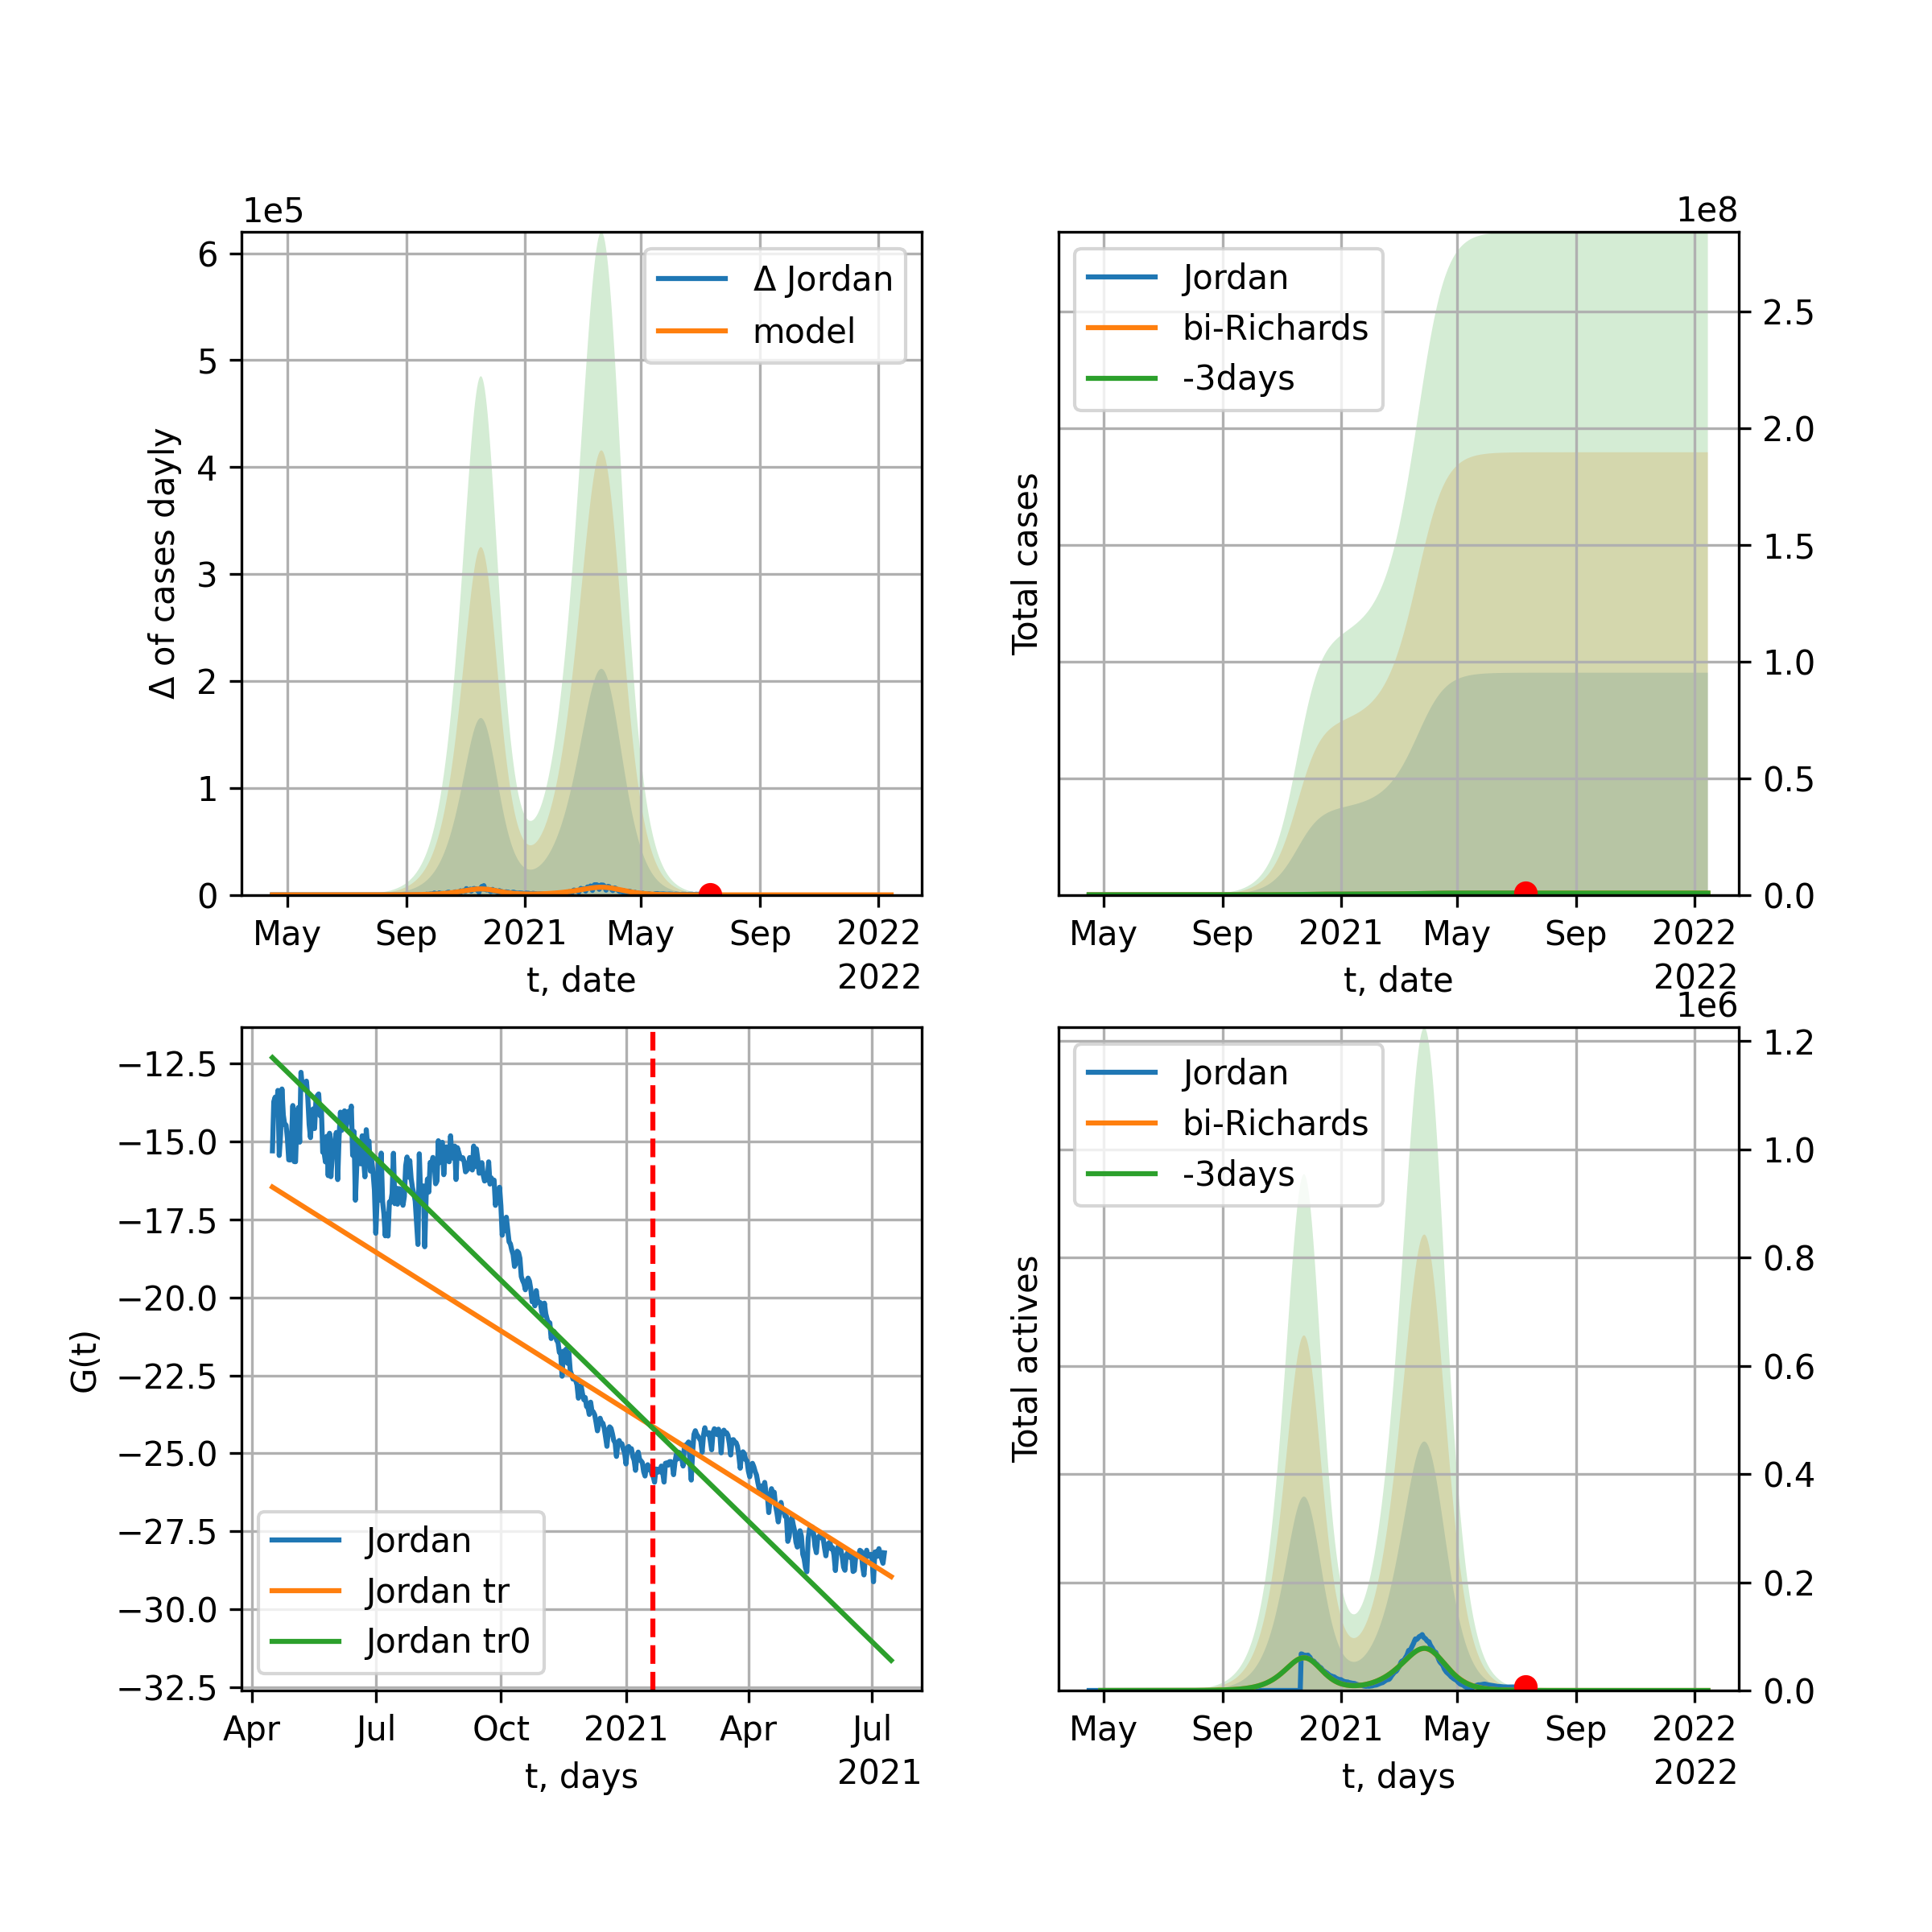 1e5
6
5
4
3
2
1
0
Δ of cases dayly
Δ Jordan
model
May Sep 2021 May Sep 2022
t, date 2022
1e8
2.5
2.0
1.5
1.0
0.5
0.0
Total cases
Jordan
bi-Richards
-3days
May Sep 2021 May Sep 2022
t, date 2022
−12.5
−15.0
−17.5
−20.0
−22.5
−25.0
−27.5
−30.0
−32.5
G(t)
Jordan
Jordan tr
Jordan tr0
Apr Jul Oct 2021 Apr Jul
t, days 2021
1e6
1.2
1.0
0.8
0.6
0.4
0.2
0.0
Total actives
Jordan
bi-Richards
-3days
May Sep 2021 May Sep 2022
t, days 2022